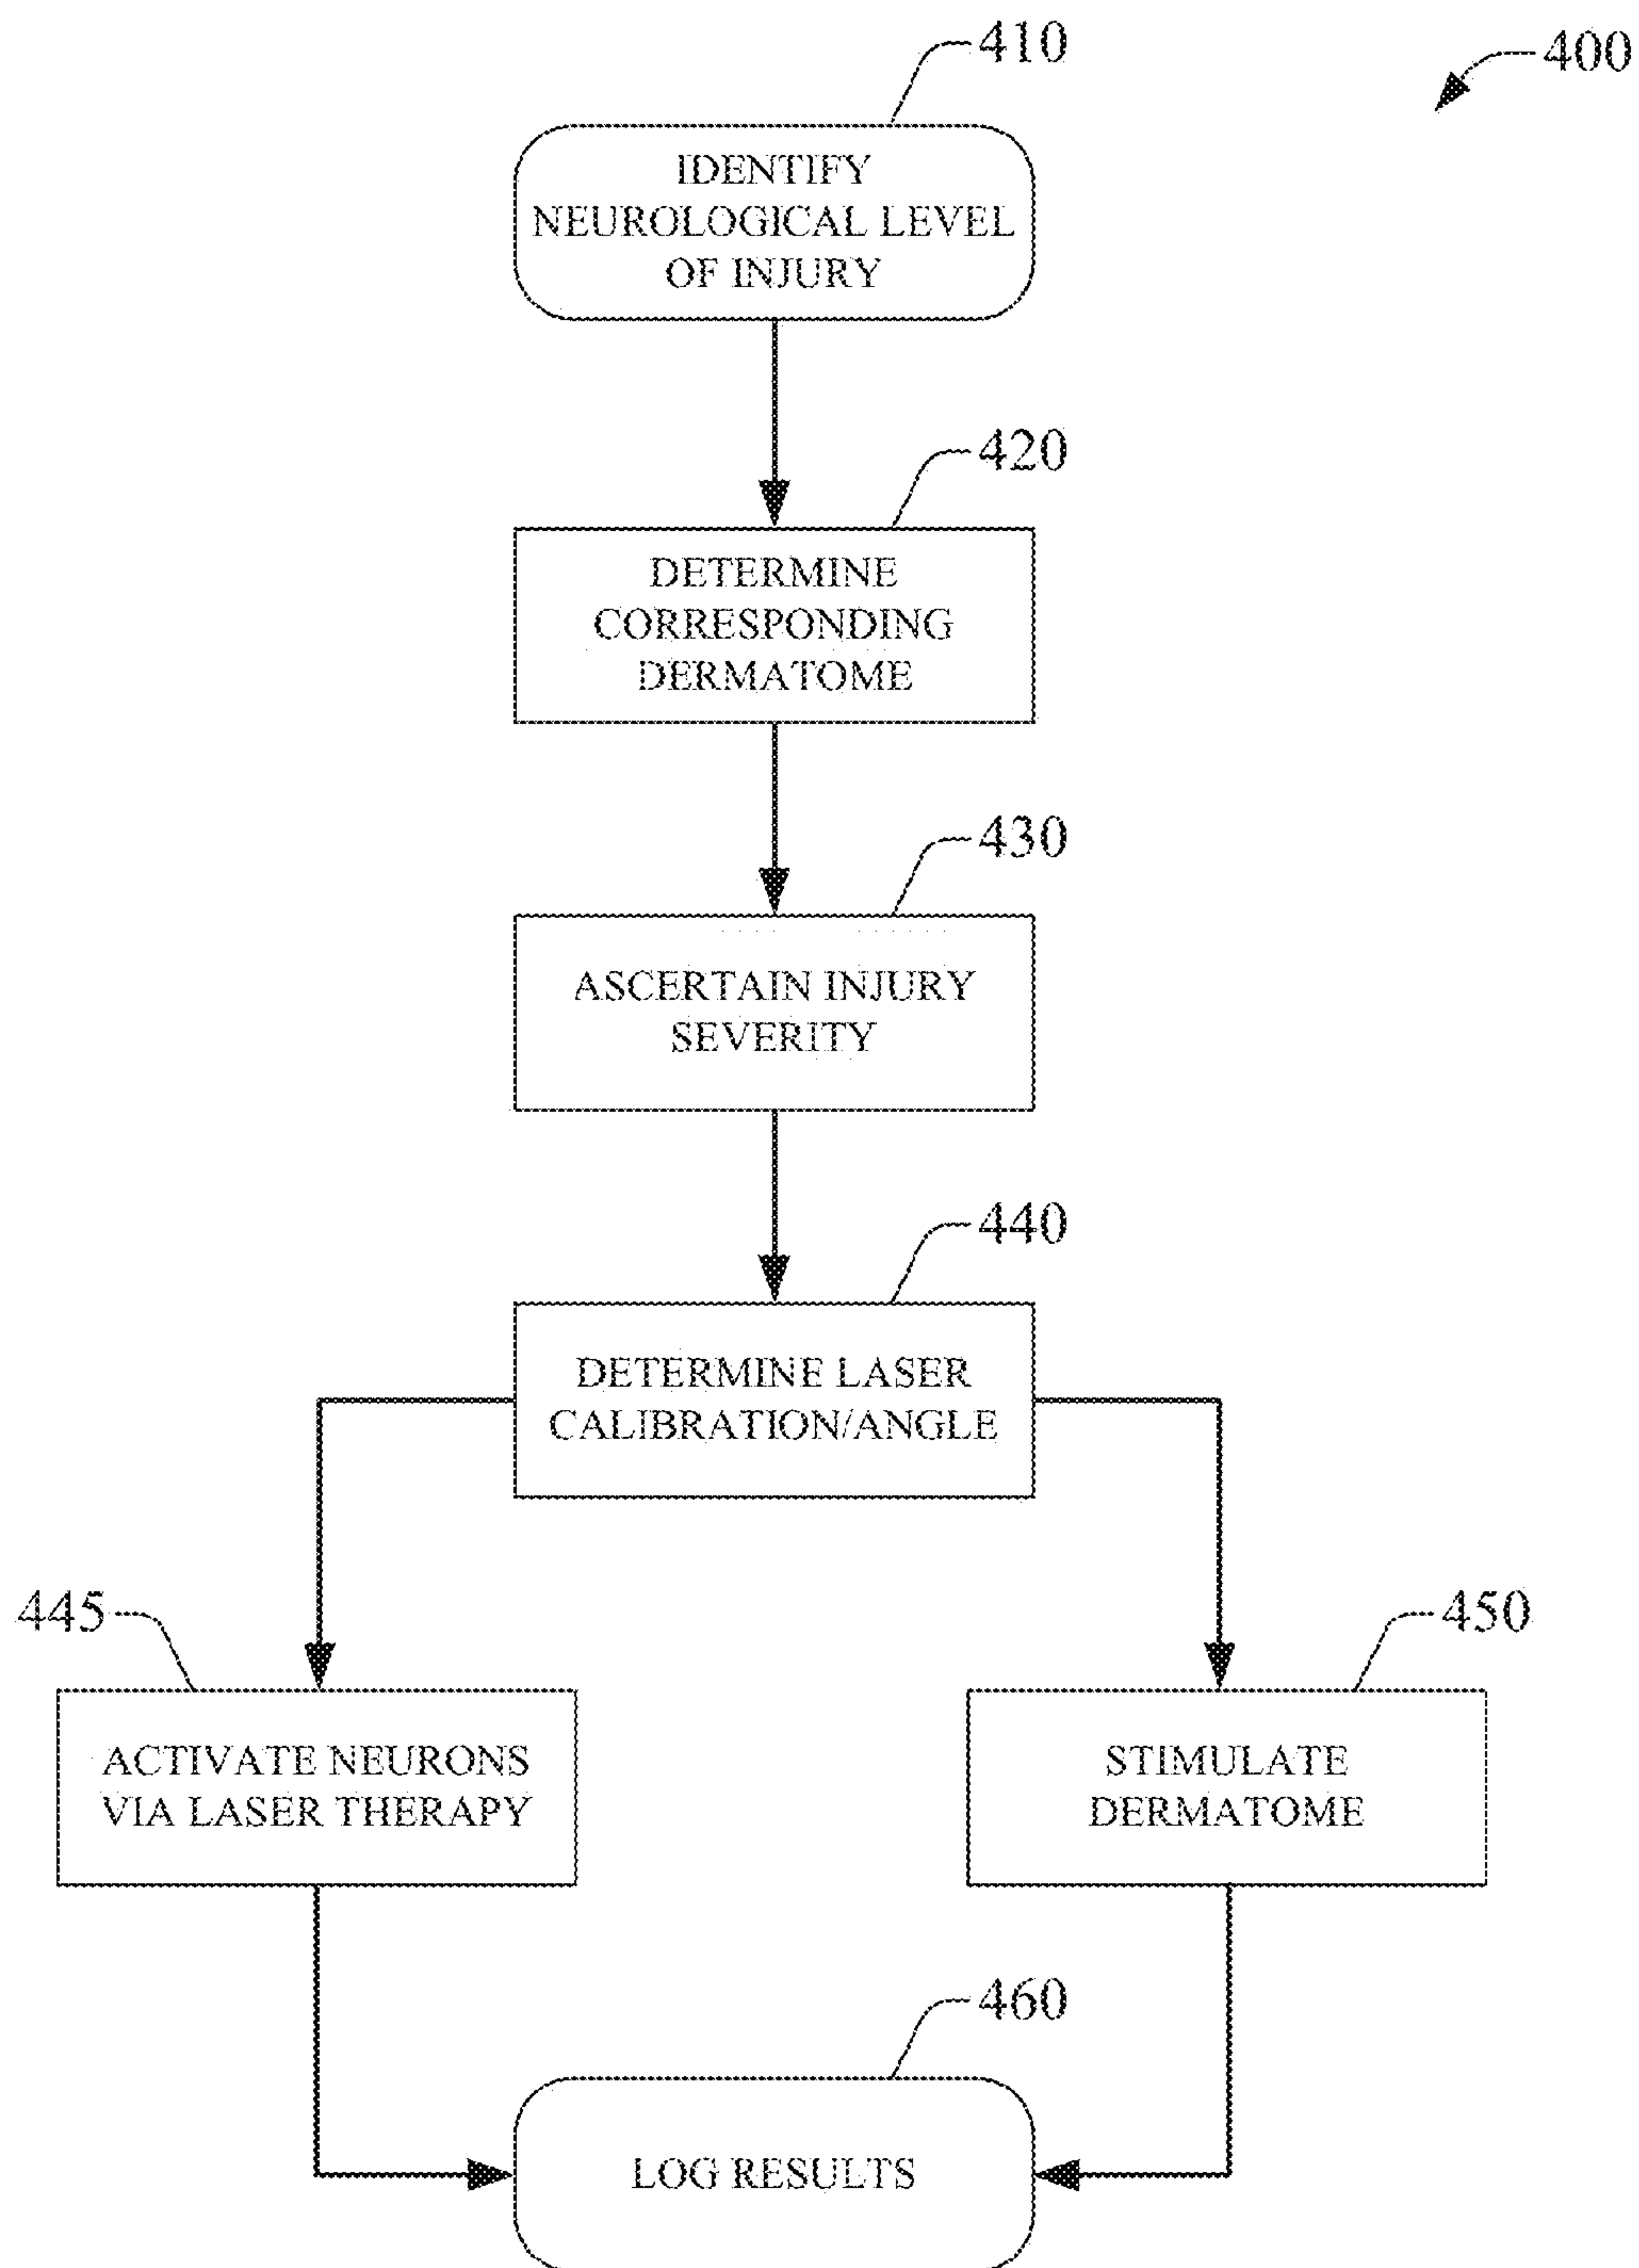 410
400
IDENTIFY
NEUROLOGICAL LEVEL
OF INJURY
420
DETERMINE
CORRESPONDING
DERMATOME
430
ASCERTAIN INJURY
SEVERITY
440
DETERMINE LASER
CALIBRATION/ANGLE
445
450
ACTIVATE NEURONS
VIA LASER THERAPY
STIMULATE
DERMATOME
460
LOG RESULTS